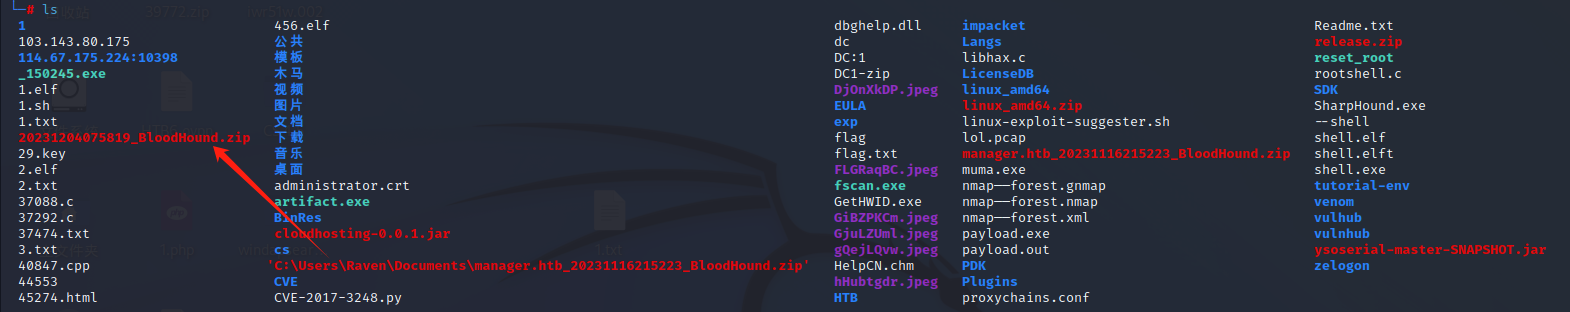 └─# ls
1 456.elf dbghelp.dll impacket Readme.txt
103.143.80.175 公共 dc Langs release.zip
114.67.175.224:10398 模板 DC:1 libhax.c reset_root
_150245.exe 木马 DC1-zip LicenseDB rootshell.c
1.elf 视频 DjOnXkDP.jpeg linux_amd64 SDK
1.sh 图片 EULA linux_amd64.zip SharpHound.exe
1.txt 文档 exp linux-exploit-suggester.sh --shell
20231204075819_BloodHound.zip 下载 flag lol.pcap shell.elf
29.key 音乐 flag.txt manager.htb_20231116215223_BloodHound.zip shell.elft
2.elf 桌面 FLGRaqBC.jpeg muma.exe shell.exe
2.txt administrator.crt fscan.exe nmap——forest.gnmap tutorial-env
37088.c artifact.exe GetHWID.exe nmap——forest.nmap venom
37292.c BinRes GiBZPKCm.jpeg nmap——forest.xml vulhub
37474.txt cloudhosting-0.0.1.jar GjuLZUml.jpeg payload.exe vulnhub
3.txt cs gQejLQvw.jpeg payload.out ysoserial-master-SNAPSHOT.jar
40847.cpp 'C:\Users\Raven\Documents\manager.htb_20231116215223_BloodHound.zip' HelpCN.chm PDK zelogon
44553 CVE hHubtgdr.jpeg Plugins
45274.html CVE-2017-3248.py HTB proxychains.conf